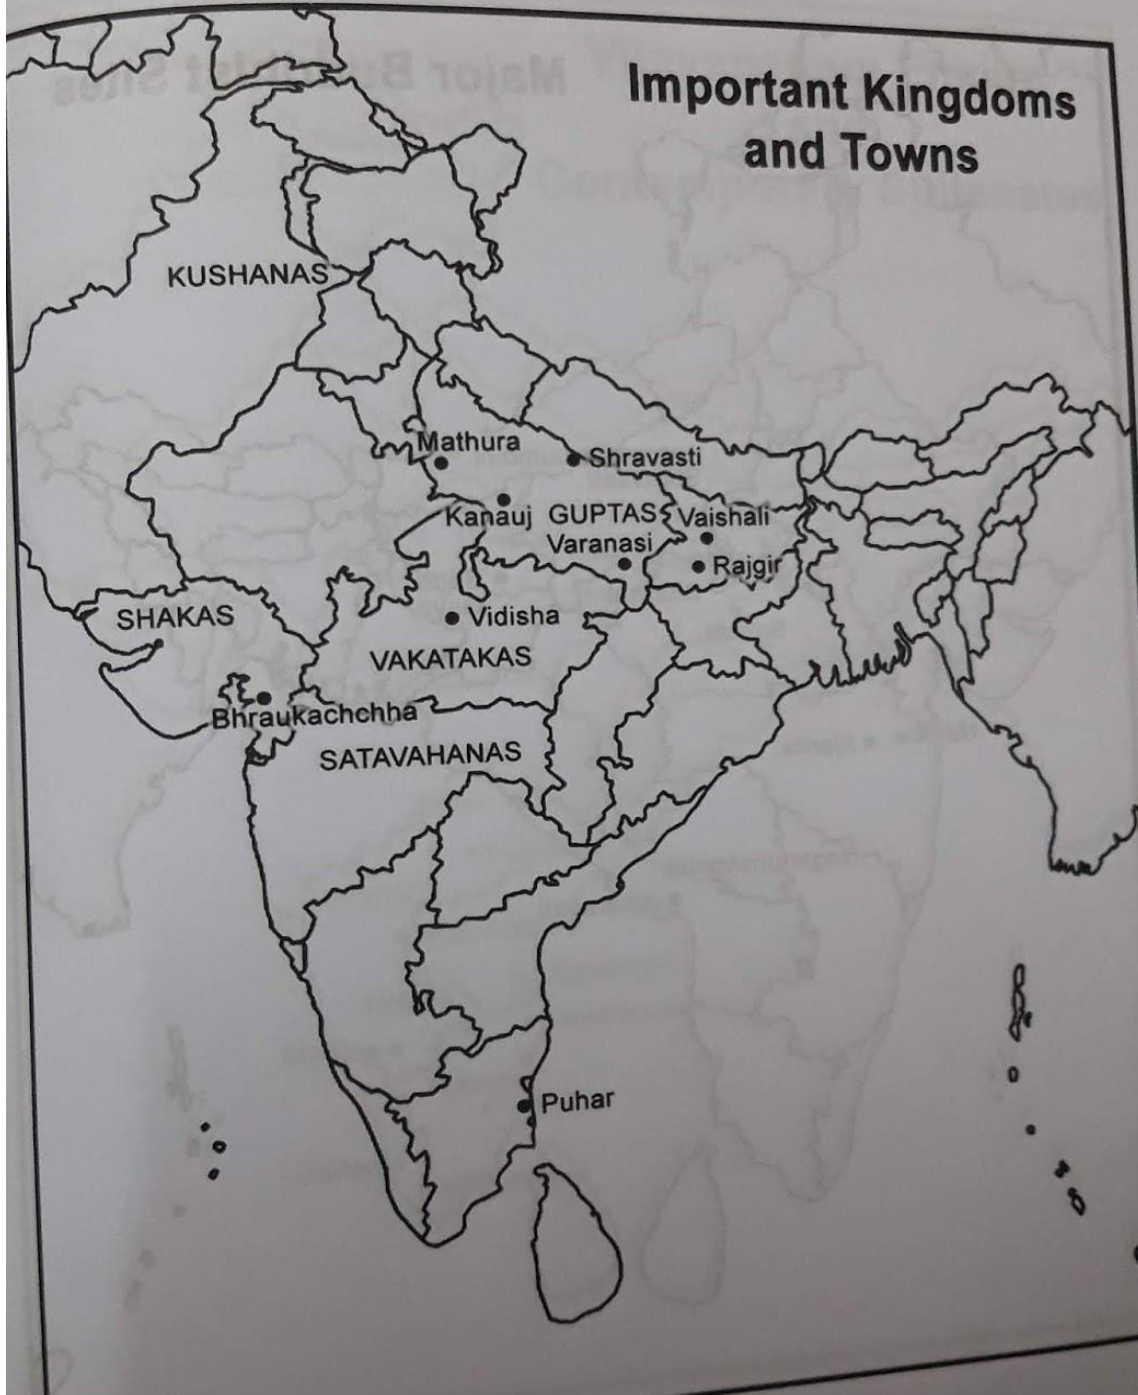 Important Kingdoms
and Towns
KUSHANAS
Mathura
Shravasti
Kanauj
GUPTAS
Vaishali
Varanasi
Rajgir
SHAKAS
Vidisha
VAKATAKAS
Bhraukachchha
SATAVAHANAS
Puhar